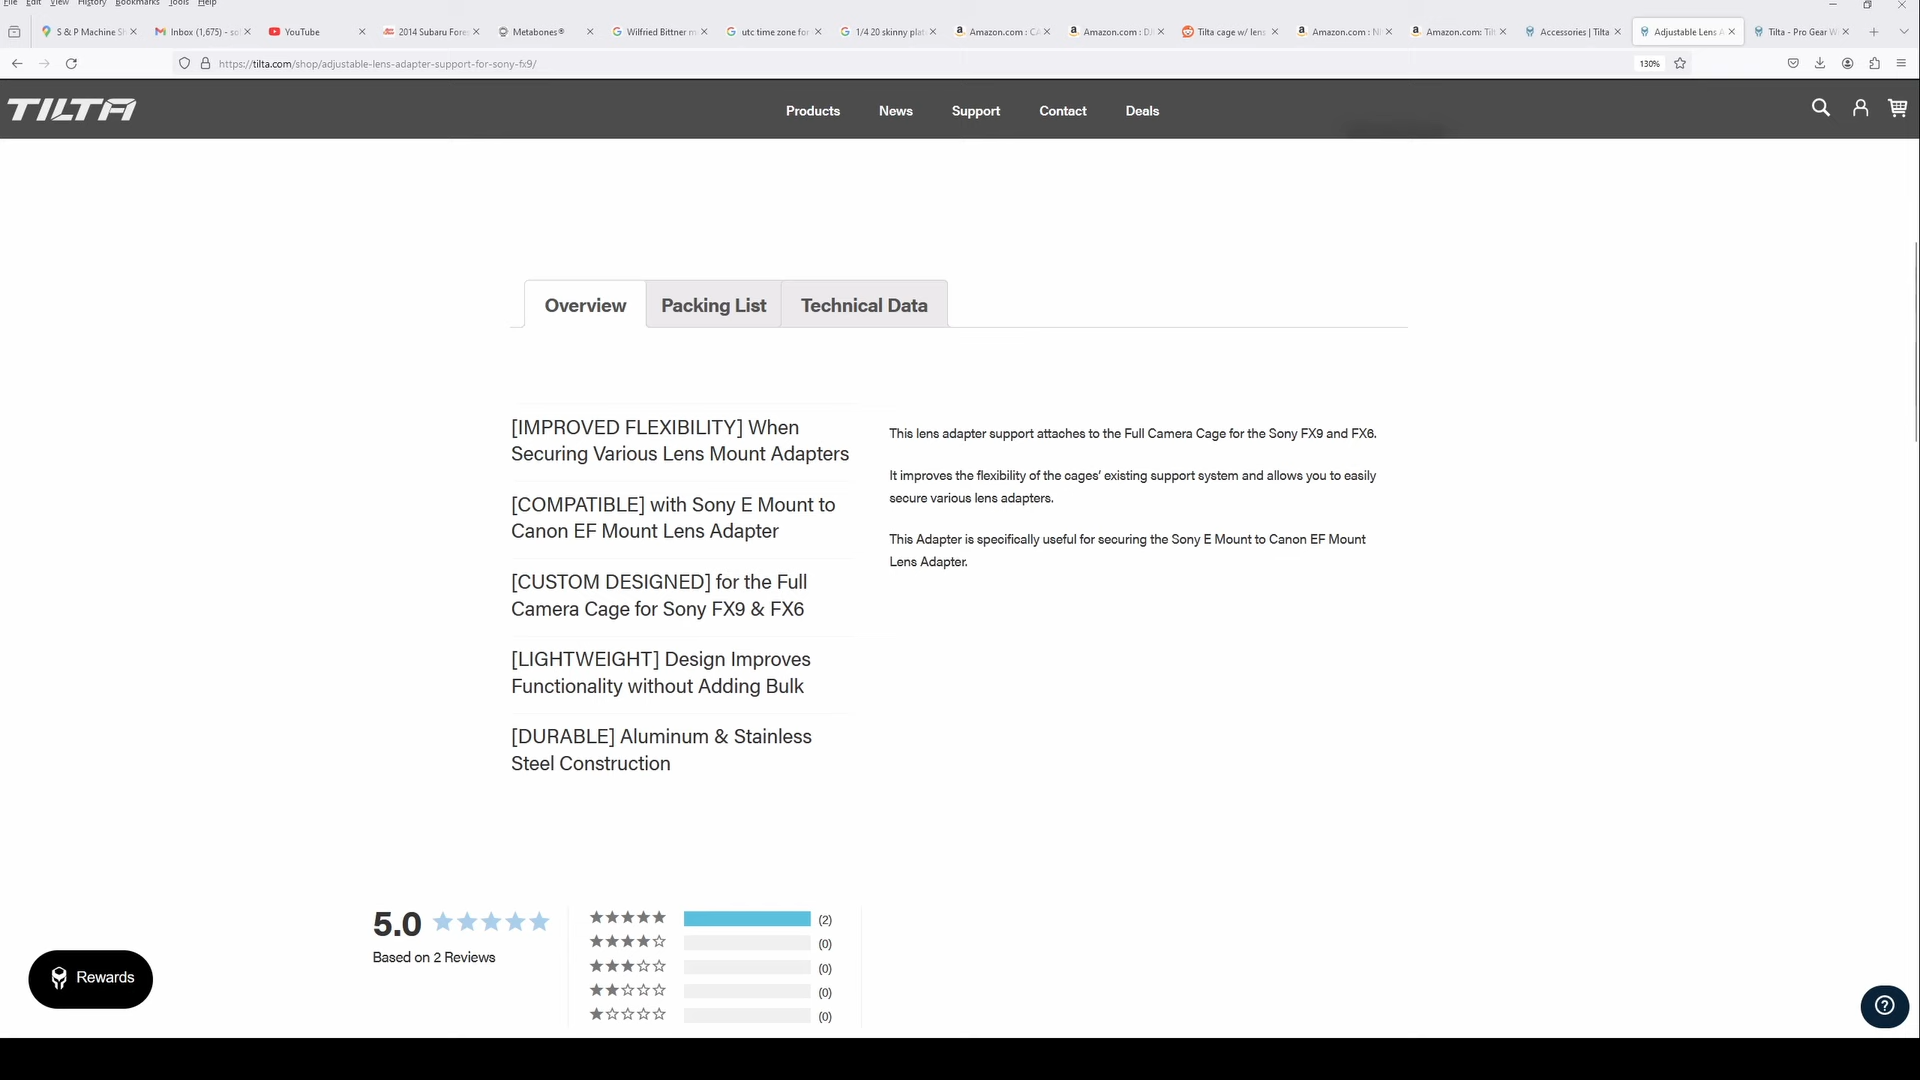 File Edit View History Bookmarks Tools Help
S & P Machine Sh
Inbox (1,675) - so
YouTube
2014 Subaru Fores
Metabones®
Wilfried Bittner m
utc time zone for
1/4 20 skinny plat
Amazon.com : CA
Amazon.com : DJ
Tilta cage w/ lens
Amazon.com : NI
Amazon.com: Tilt
Accessories | Tilta
Adjustable Lens A
Tilta - Pro Gear W
https://tilta.com/shop/adjustable-lens-adapter-support-for-sony-fx9/
130%
TILTA
Products
News
Support
Contact
Deals
Overview
Packing List
Technical Data
[IMPROVED FLEXIBILITY] When
Securing Various Lens Mount Adapters
[COMPATIBLE] with Sony E Mount to
Canon EF Mount Lens Adapter
[CUSTOM DESIGNED] for the Full
Camera Cage for Sony FX9 & FX6
[LIGHTWEIGHT] Design Improves
Functionality without Adding Bulk
[DURABLE] Aluminum & Stainless
Steel Construction
This lens adapter support attaches to the Full Camera Cage for the Sony FX9 and FX6.
It improves the flexibility of the cages’ existing support system and allows you to easily
secure various lens adapters.
This Adapter is specifically useful for securing the Sony E Mount to Canon EF Mount
Lens Adapter.
5.0
Based on 2 Reviews
(2)
(0)
(0)
(0)
(0)
Rewards